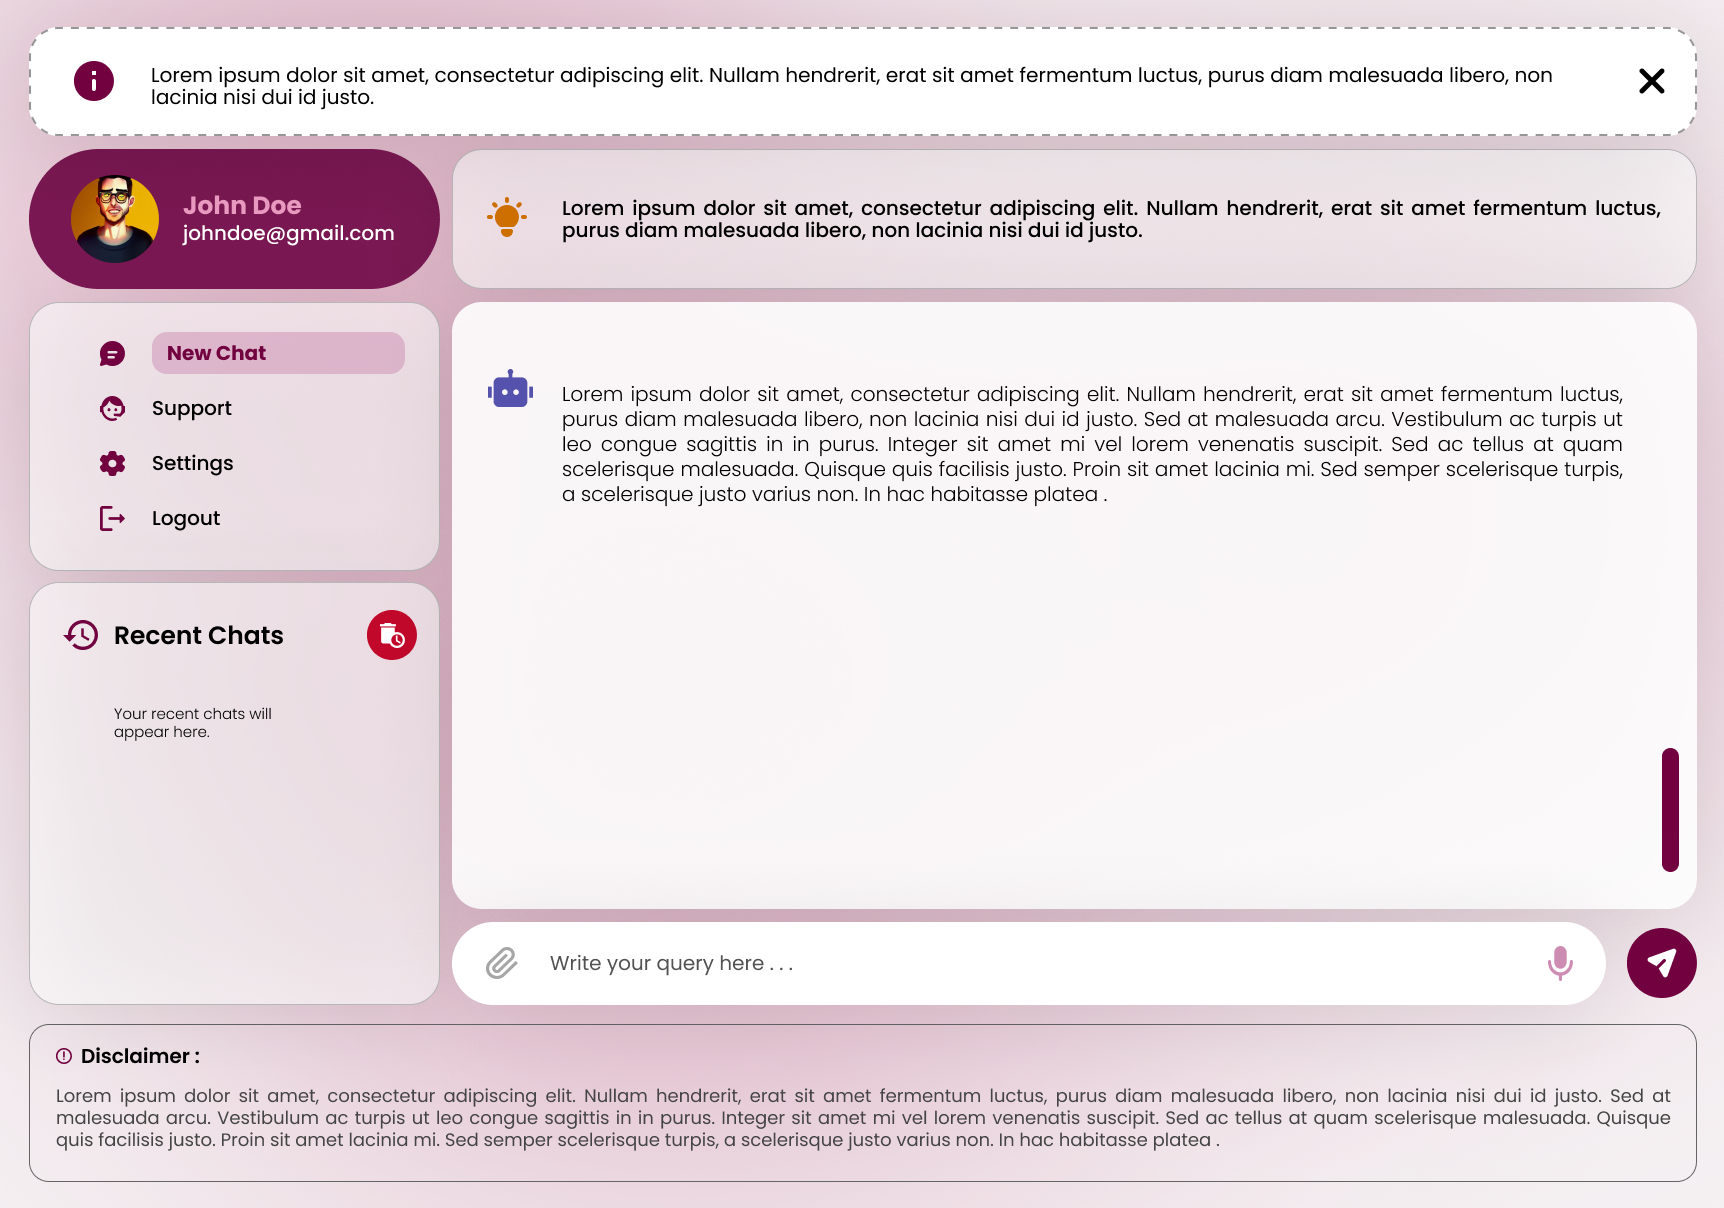 Lorem ipsum dolor sit amet, consectetur adipiscing elit. Nullam hendrerit, erat sit amet fermentum luctus, purus diam malesuada libero, non
lacinia nisi dui id justo.
John Doe
johndoe@gmail.com
Lorem ipsum dolor sit amet, consectetur adipiscing elit. Nullam hendrerit, erat sit amet fermentum luctus,
purus diam malesuada libero, non lacinia nisi dui id justo.
New Chat
Support
Settings
Logout
Recent Chats
Your recent chats will
appear here.
Lorem ipsum dolor sit amet, consectetur adipiscing elit. Nullam hendrerit, erat sit amet fermentum luctus,
purus diam malesuada libero, non lacinia nisi dui id justo. Sed at malesuada arcu. Vestibulum ac turpis ut
leo congue sagittis in in purus. Integer sit amet mi vel lorem venenatis suscipit. Sed ac tellus at quam
scelerisque malesuada. Quisque quis facilisis justo. Proin sit amet lacinia mi. Sed semper scelerisque turpis,
a scelerisque justo varius non. In hac habitasse platea .
Write your query here . . .
Disclaimer :
Lorem ipsum dolor sit amet, consectetur adipiscing elit. Nullam hendrerit, erat sit amet fermentum luctus, purus diam malesuada libero, non lacinia nisi dui id justo. Sed at
malesuada arcu. Vestibulum ac turpis ut leo congue sagittis in in purus. Integer sit amet mi vel lorem venenatis suscipit. Sed ac tellus at quam scelerisque malesuada. Quisque
quis facilisis justo. Proin sit amet lacinia mi. Sed semper scelerisque turpis, a scelerisque justo varius non. In hac habitasse platea .